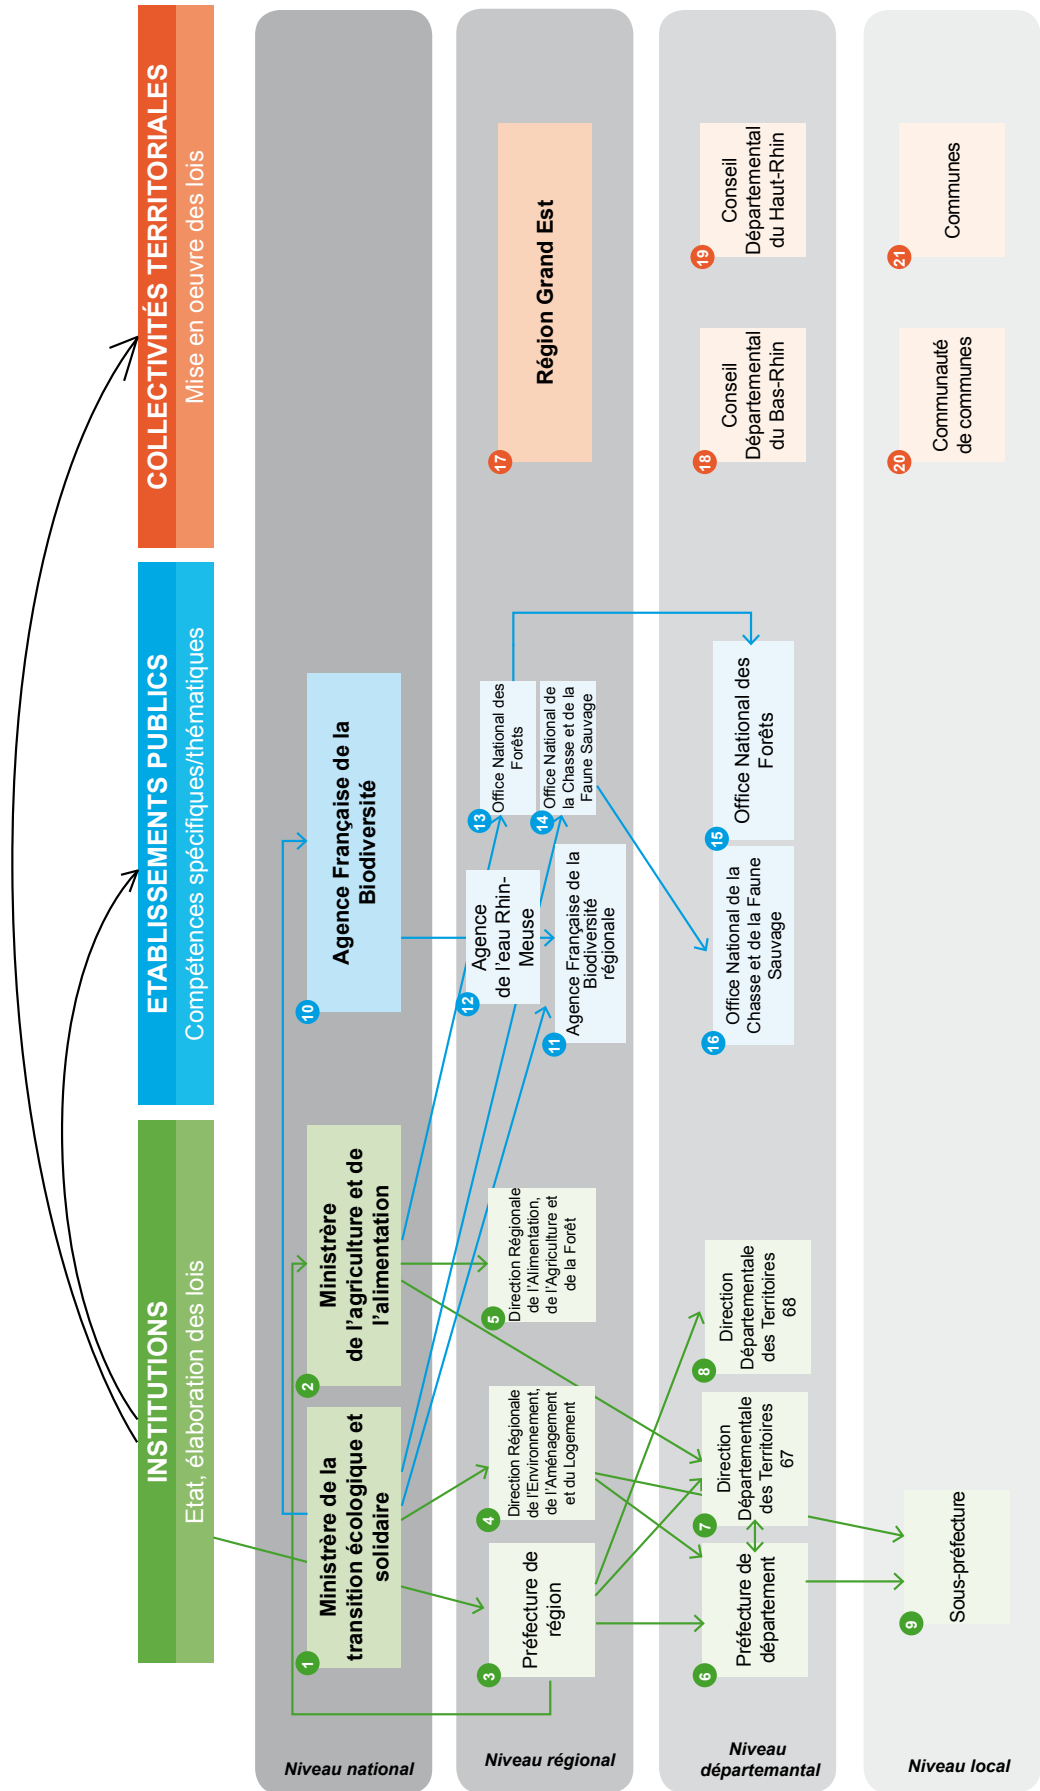 INSTITUTIONS
Etat, élaboration des lois
ETABLISSEMENTS PUBLICS
Compétences spécifiques/thématiques
COLLECTIVITÉS TERRITORIALES
Mise en oeuvre des lois
Niveau national
1
Ministrère de la
transition écologique et
solidaire
2
Ministrère
de l'agriculture et de
l'alimentation
10
Agence Française de la
Biodiversité
Niveau régional
3
Préfecture de
région
4
Direction Régionale
de l'Environnement,
de l'Aménagement
et du Logement
5
Direction Régionale
de l'Alimentation,
de l'Agriculture et
de la Forêt
11
Agence Française de la
Biodiversité
régionale
12
Agence
de l'eau Rhin-
Meuse
13
Office National des
Forêts
14
Office National de
la Chasse et de la
Faune Sauvage
17
Région Grand Est
Niveau
départemantal
6
Préfecture de
département
7
Direction
Départementale
des Territoires
67
8
Direction
Départementale
des Territoires
68
16
Office National de la
Chasse et de la Faune
Sauvage
15
Office National des
Forêts
18
Conseil
Départemental
du Bas-Rhin
19
Conseil
Départemental
du Haut-Rhin
Niveau local
9
Sous-préfecture
20
Communauté
de communes
21
Communes